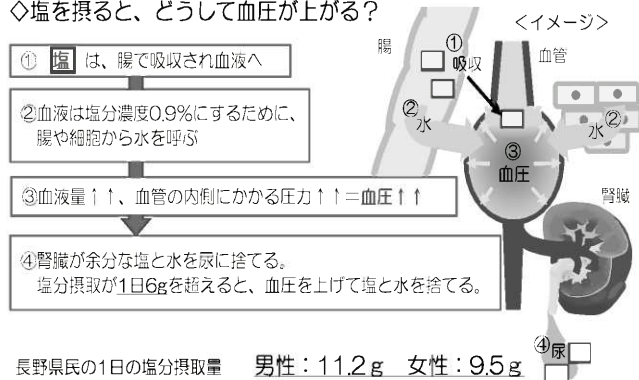 ◇塩を摂ると、どうして血圧が上がる？
① 塩 は、腸で吸収され血液へ
②血液は塩分濃度0.9%にするために、
腸や細胞から水を呼ぶ
③血液量↑↑、血管の内側にかかる圧力↑↑＝血圧↑↑
④腎臓が余分な塩と水を尿に捨てる。
塩分摂取が1日6gを超えると、血圧を上げて塩と水を捨てる。
＜イメージ＞
腸
①
吸収
血管
②
水
水
②
③
血圧
腎臓
④尿
長野県民の1日の塩分摂取量 男性：11.2ｇ 女性：9.5ｇ